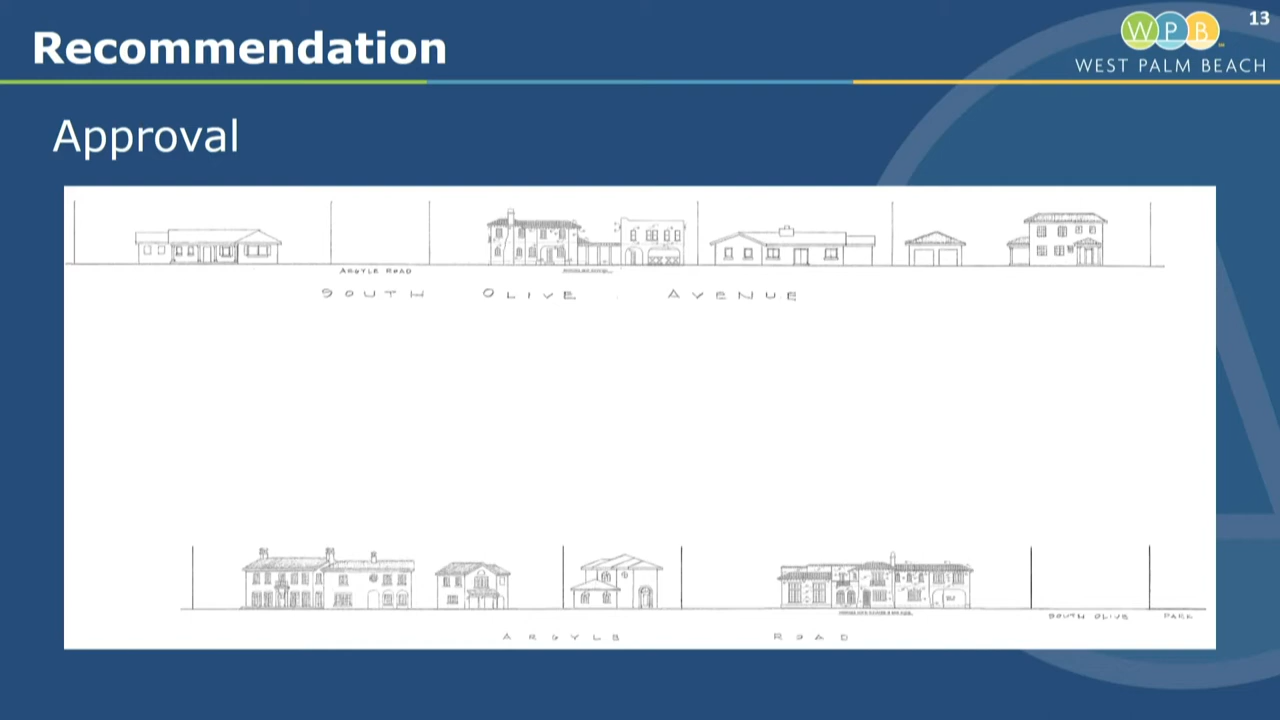 13
Recommendation
WPB
WEST PALM BEACH
Approval
ARGYLE ROAD
SOUTH OLIVE AVENUE
SOUTH OLIVE
PARK
ARGYLE ROAD